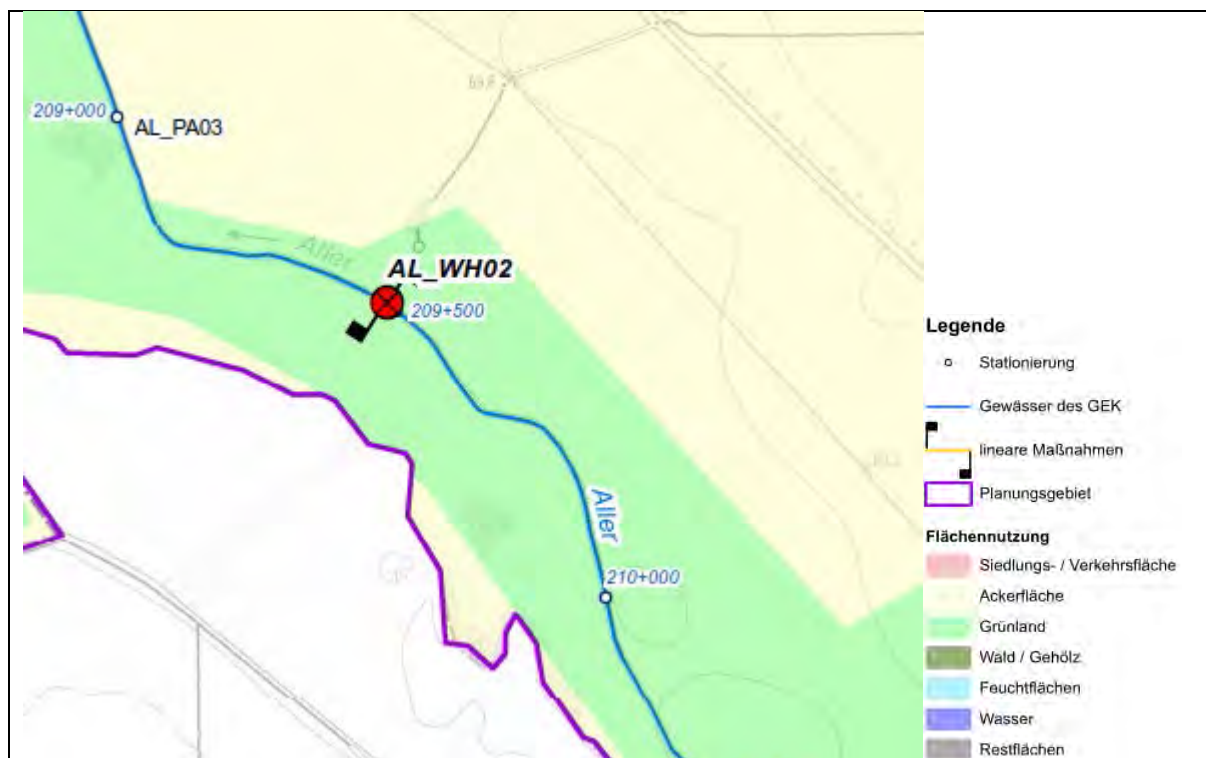 209+000
AL_PA03
Aller
AL_WH02
209+500
Aller
210+000
Legende
Stationierung
Gewässer des GEK
lineare Maßnahmen
Planungsgebiet
Flächennutzung
Siedlungs- / Verkehrsfläche
Ackerfläche
Grünland
Wald / Gehölz
Feuchtflächen
Wasser
Restflächen